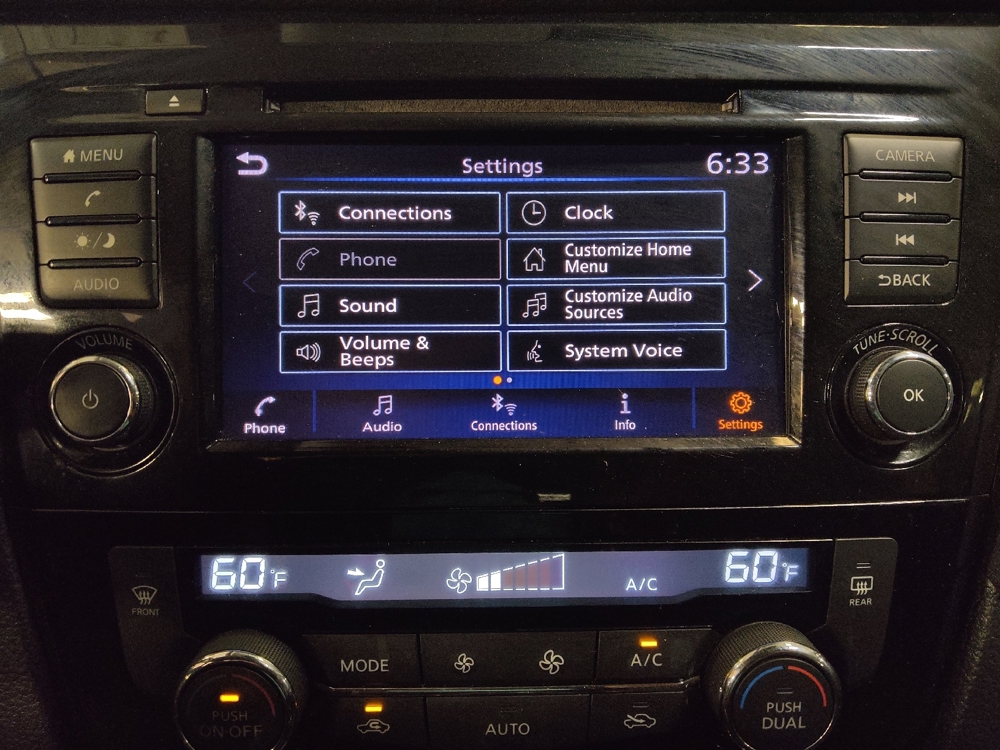 MENU
AUDIO
VOLUME
CAMERA
BACK
TUNE·SCROLL
OK
Settings
6:33
Connections
Clock
Phone
Customize Home
Menu
Sound
Customize Audio
Sources
Volume &
Beeps
System Voice
Phone
Audio
Connections
Info
Settings
60°F
A/C
60°F
FRONT
REAR
MODE
A/C
PUSH
ON·OFF
AUTO
PUSH
DUAL